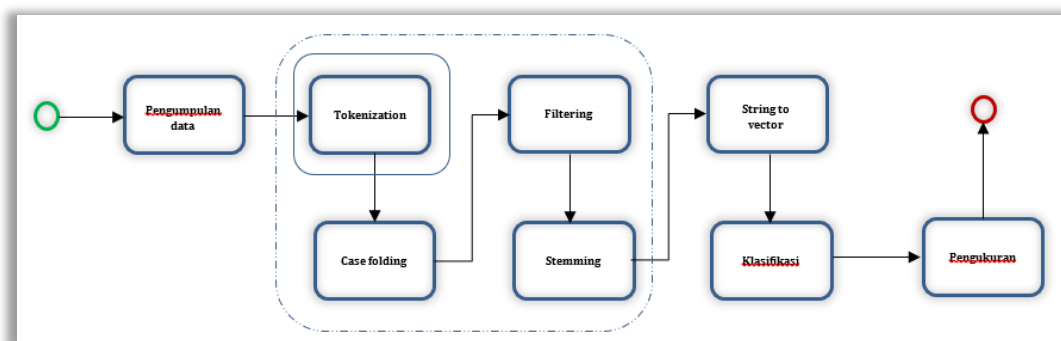 Pengumpulan
data
Tokenization
Case folding
Filtering
Stemming
String to
vector
Klasifikasi
Pengukuran